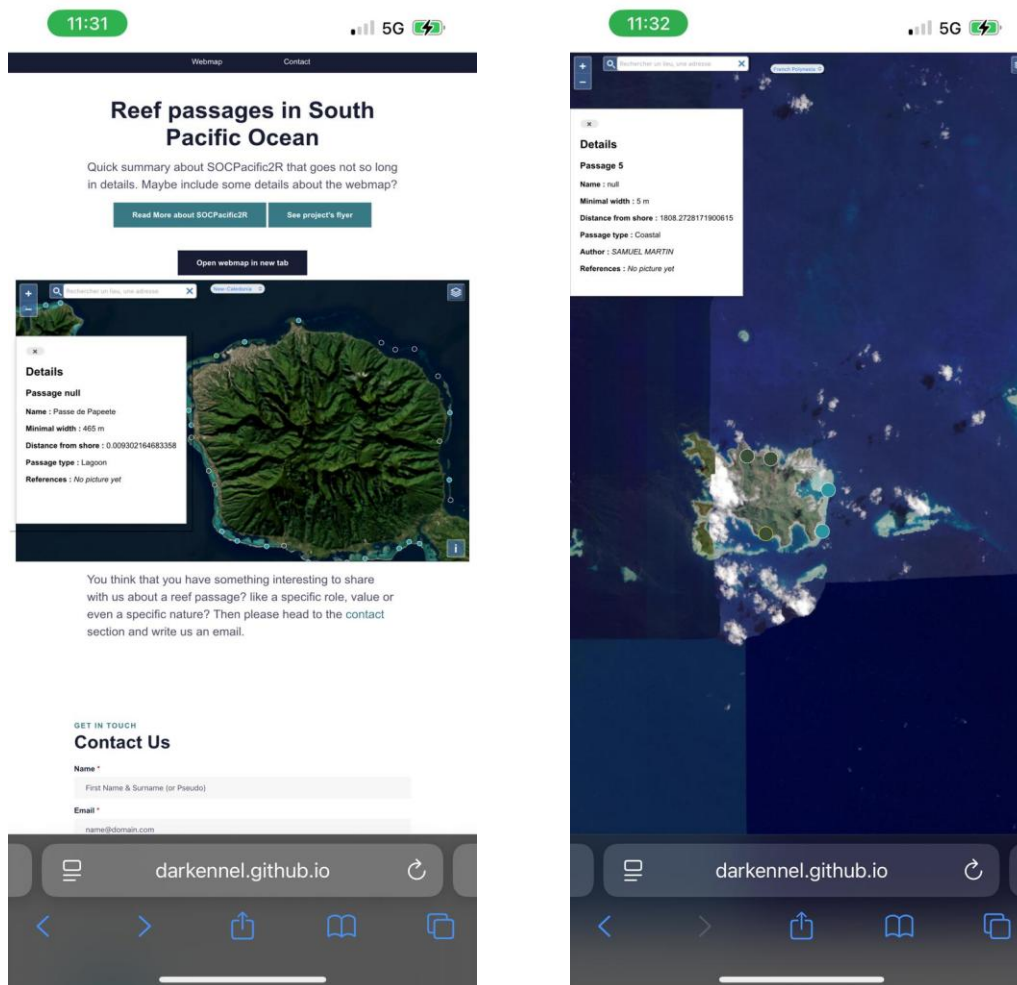 11:31
5G
Webmap Contact
Reef passages in South
Pacific Ocean
Quick summary about SOCPacific2R that goes not so long
in details. Maybe include some details about the webmap?
Read More about SOCPacific2R
See project's flyer
Open webmap in new tab
+
Rechercher un lieu, une adresse
×
New-Caledonia
−
×
Details
Passage null
Name : Passe de Papeete
Minimal width : 465 m
Distance from shore : 0.009302164683358
Passage type : Lagoon
References : No picture yet
i
You think that you have something interesting to share
with us about a reef passage? like a specific role, value or
even a specific nature? Then please head to the contact
section and write us an email.
GET IN TOUCH
Contact Us
Name *
First Name & Surname (or Pseudo)
Email *
name@domain.com
darkennel.github.io
11:32
5G
+
Rechercher un lieu, une adresse
×
French Polynesia
−
×
Details
Passage 5
Name : null
Minimal width : 5 m
Distance from shore : 1808.2728171900615
Passage type : Coastal
Author : SAMUEL MARTIN
References : No picture yet
darkennel.github.io